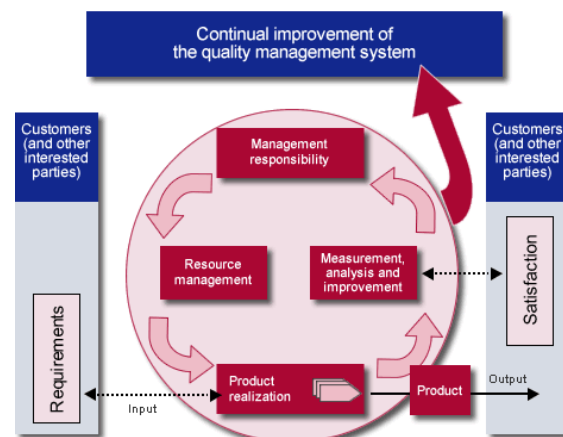 Continual improvement of
the quality management system
Customers
(and other
interested
parties)
Management
responsibility
Customers
(and other
interested
parties)
Resource
management
Measurement,
analysis and
improvement
Satisfaction
Requirements
Product
realization
Product
Input
Output